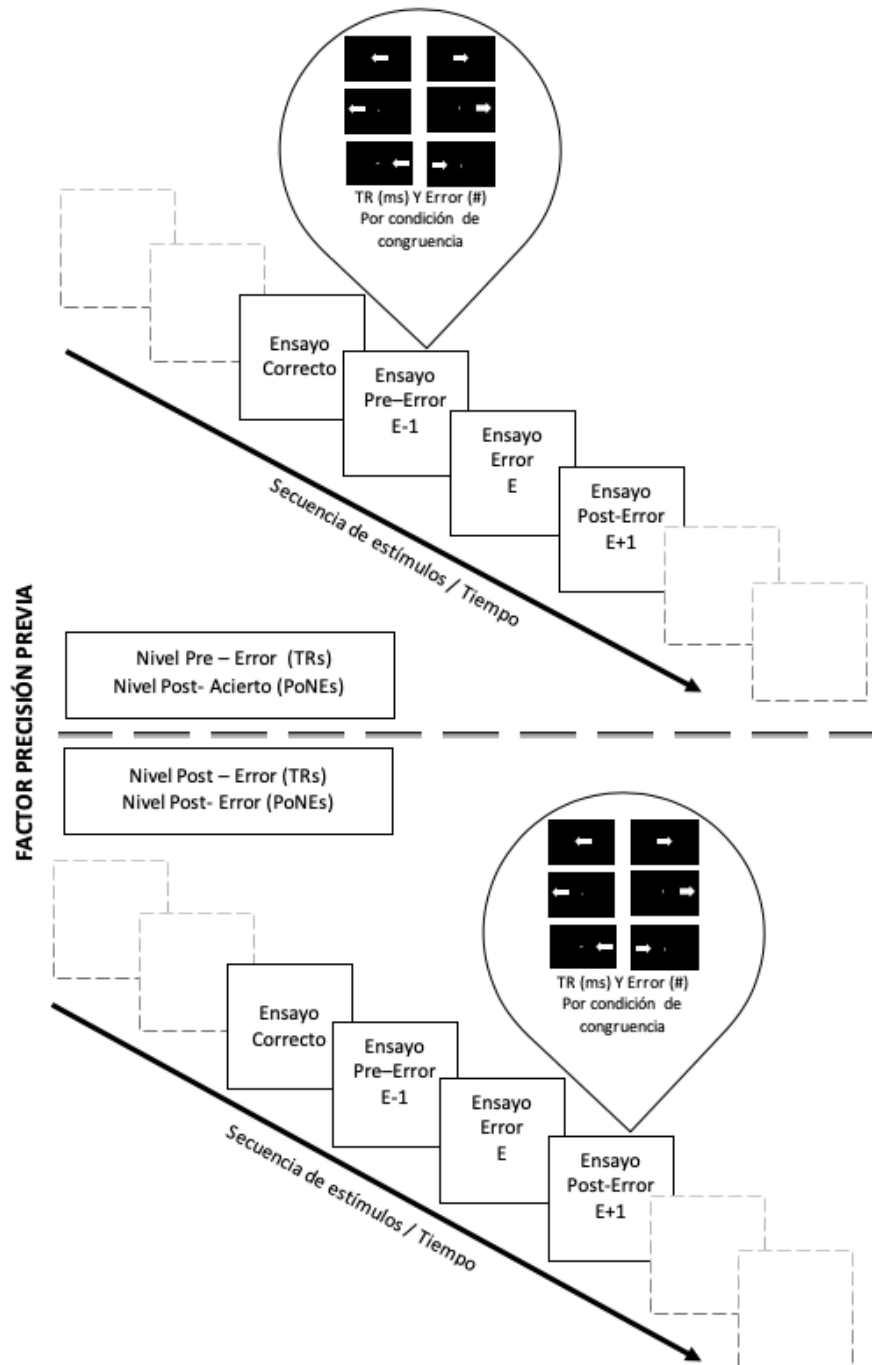 TR (ms) Y Error (#)
Por condición de
congruencia
Ensayo
Correcto
Ensayo
Pre–Error
E-1
Ensayo
Error
E
Ensayo
Post-Error
E+1
Secuencia de estímulos / Tiempo
FACTOR PRECISIÓN PREVIA
Nivel Pre – Error (TRs)
Nivel Post- Acierto (PoNEs)
Nivel Post – Error (TRs)
Nivel Post- Error (PoNEs)
TR (ms) Y Error (#)
Por condición de
congruencia
Ensayo
Correcto
Ensayo
Pre–Error
E-1
Ensayo
Error
E
Ensayo
Post-Error
E+1
Secuencia de estímulos / Tiempo